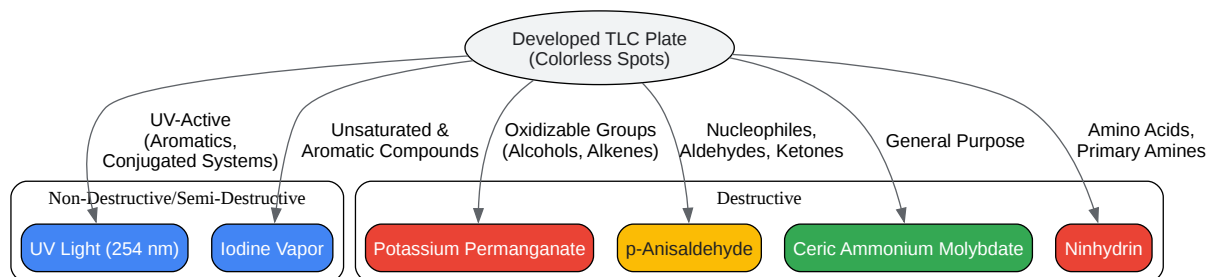 Developed TLC Plate
(Colorless Spots)
UV-Active
(Aromatics,
Conjugated Systems)
Unsaturated &
Aromatic Compounds
Oxidizable Groups
(Alcohols, Alkenes)
Nucleophiles,
Aldehydes, Ketones
General Purpose
Amino Acids,
Primary Amines
Non-Destructive/Semi-Destructive
Destructive
UV Light (254 nm)
Iodine Vapor
Potassium Permanganate
p-Anisaldehyde
Ceric Ammonium Molybdate
Ninhydrin